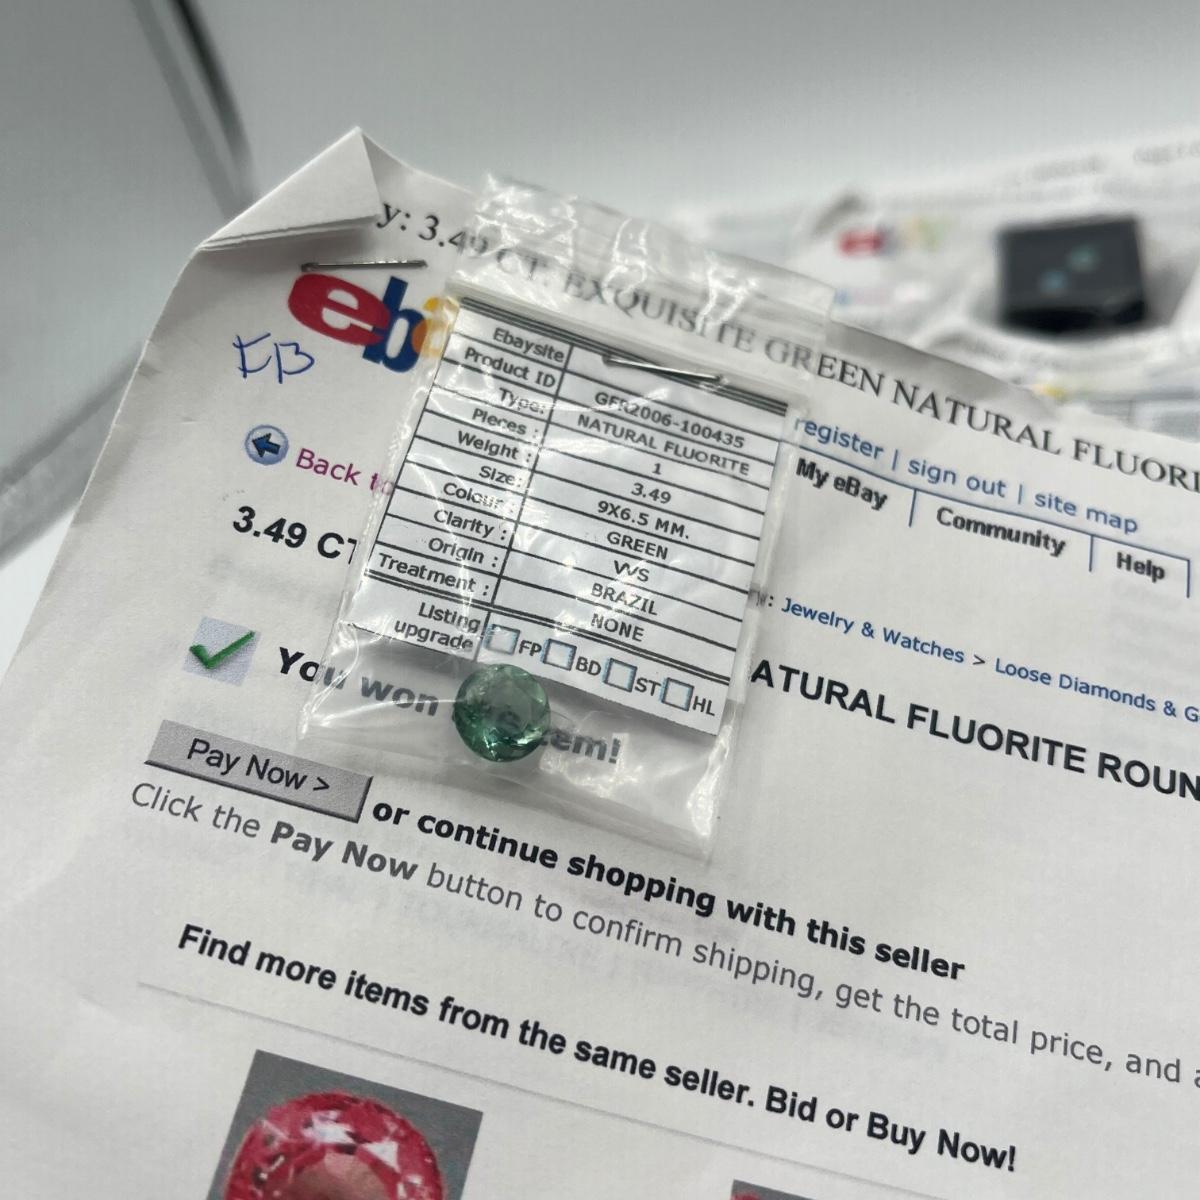 y: 3.49 CT: EXQUISITE GREEN NATURAL FLUORI
eb
EB
register | sign out | site map
Back to
My eBay
Community
Help
3.49 CT
Ebaysite
Product ID GFR2006-100435
Type: NATURAL FLUORITE
Pieces : 1
Weight : 3.49
Size: 9X6.5 MM.
Colour : GREEN
Clarity : VVS
Origin : BRAZIL
Treatment : NONE
Listing upgrade FP BD ST HL
Jewelry & Watches > Loose Diamonds & G
ATURAL FLUORITE ROUN
You won item!
Pay Now > or continue shopping with this seller
Click the Pay Now button to confirm shipping, get the total price, and
Find more items from the same seller. Bid or Buy Now!